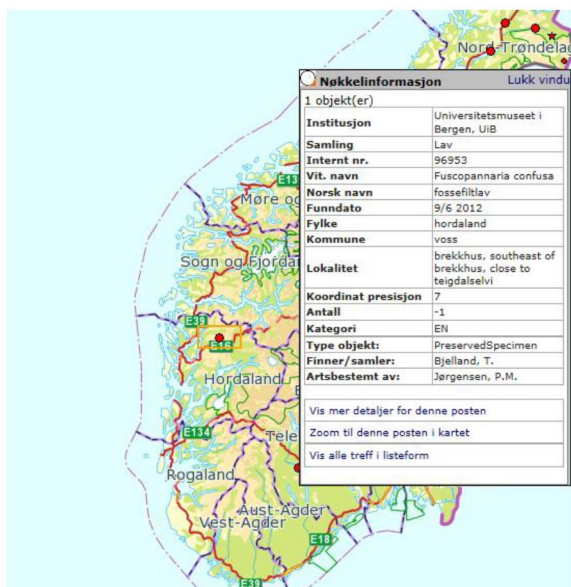 Nord-Trøndelag
Nøkkelinformasjon Lukk vindu
1 objekt(er)
Institusjon Universitetsmuseet i
Bergen, UiB
Samling Lav
Internt nr. 96953
Vit. navn Fuscopannaria confusa
Norsk navn fossefiltlav
Funndato 9/6 2012
Fylke hordaland
Kommune voss
Lokalitet brekkhus, southeast of
brekkhus, close to
teigdalselvi
Koordinat presisjon 7
Antall -1
Kategori EN
Type objekt: PreservedSpecimen
Finner/samler: Bjelland, T.
Artsbestemt av: Jørgensen, P.M.
Vis mer detaljer for denne posten
Zoom til denne posten i kartet
Vis alle treff i listeform
E13
Møre og
Sogn og Fjordan
E39
E16
Hordaland
E134
Tele
Rogaland
Aust-Agder
Vest-Agder
E18
E39